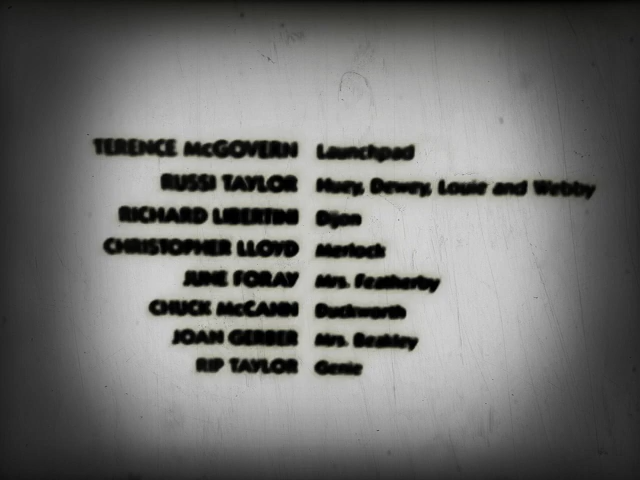 TERENCE McGOVERN Launchpad
RUSSI TAYLOR Huey, Dewey, Louie and Webby
RICHARD LIBERTINI Dijon
CHRISTOPHER LLOYD Merlock
JUNE FORAY Mrs. Featherby
CHUCK McCANN Duckworth
JOAN GERBER Mrs. Beakley
RIP TAYLOR Genie